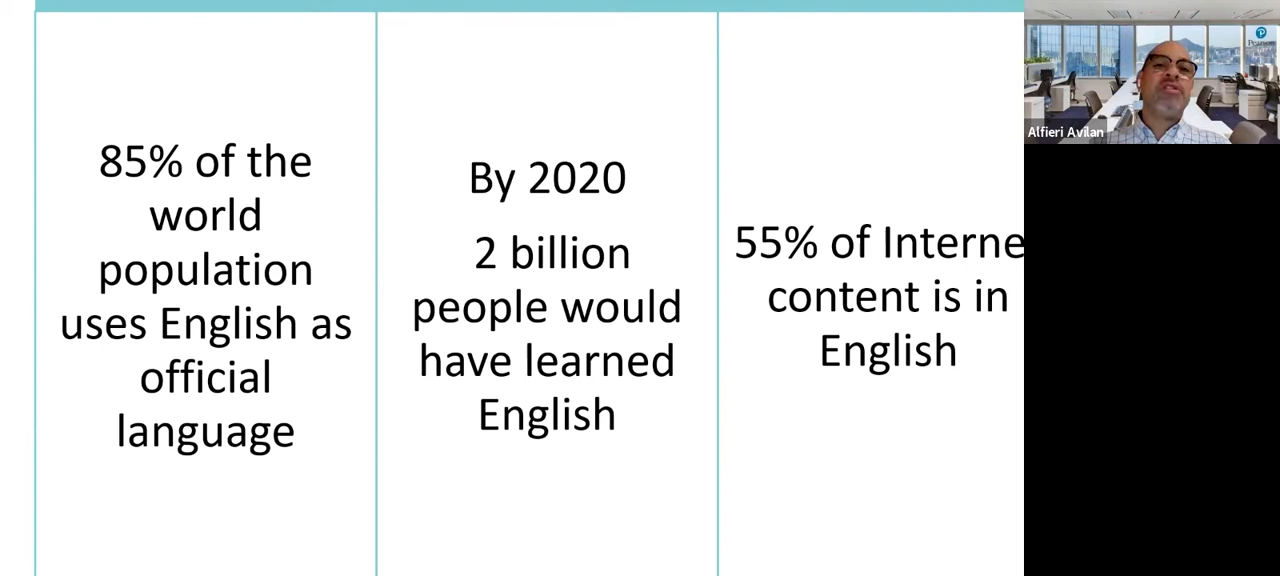 85% of the
world
population
uses English as
official
language
By 2020
2 billion
people would
have learned
English
55% of Interne
content is in
English
Pearson
Alfieri Avilan